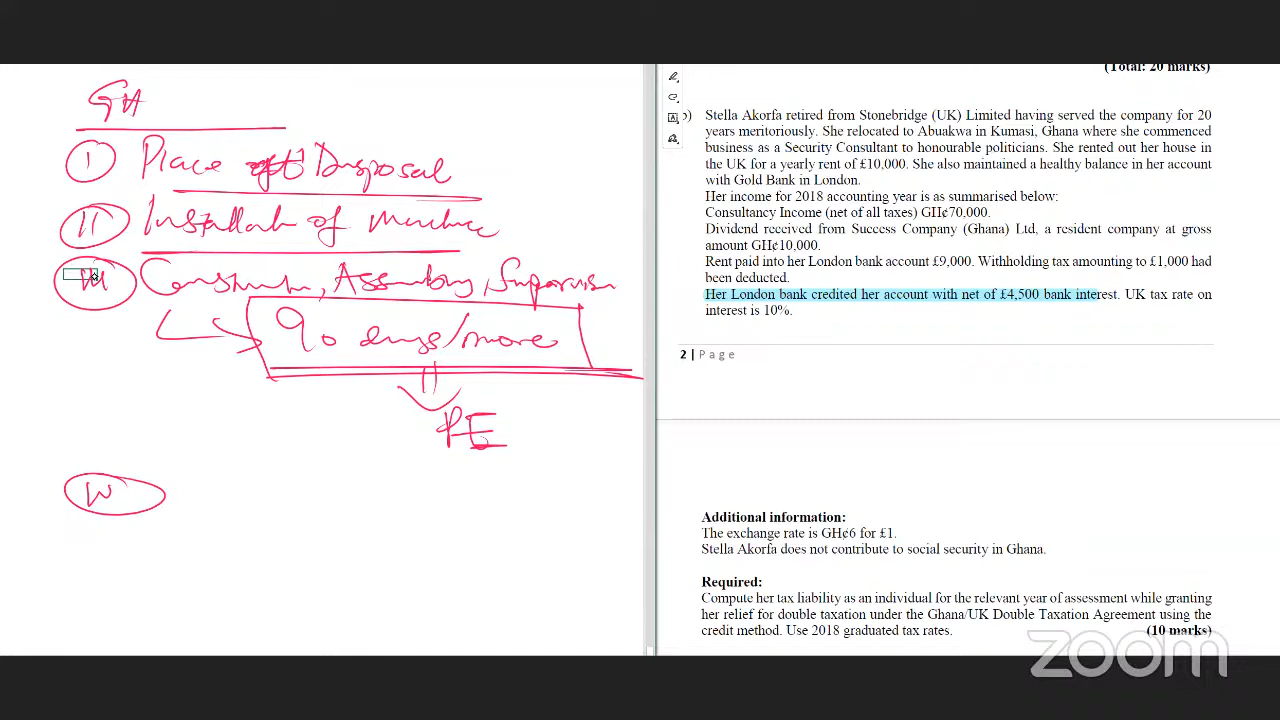 GH
I Place of Disposal
II Installatn of Machine
III Constructn, Assembly, Supervision
90 days/more
PE
IV
(Total: 20 marks)
b) Stella Akorfa retired from Stonebridge (UK) Limited having served the company for 20
years meritoriously. She relocated to Abuakwa in Kumasi, Ghana where she commenced
business as a Security Consultant to honourable politicians. She rented out her house in
the UK for a yearly rent of £10,000. She also maintained a healthy balance in her account
with Gold Bank in London.
Her income for 2018 accounting year is as summarised below:
Consultancy Income (net of all taxes) GH¢70,000.
Dividend received from Success Company (Ghana) Ltd, a resident company at gross
amount GH¢10,000.
Rent paid into her London bank account £9,000. Withholding tax amounting to £1,000 had
been deducted.
Her London bank credited her account with net of £4,500 bank interest. UK tax rate on
interest is 10%.
2 | Page
Additional information:
The exchange rate is GH¢6 for £1.
Stella Akorfa does not contribute to social security in Ghana.
Required:
Compute her tax liability as an individual for the relevant year of assessment while granting
her relief for double taxation under the Ghana/UK Double Taxation Agreement using the
credit method. Use 2018 graduated tax rates. (10 marks)
zoom